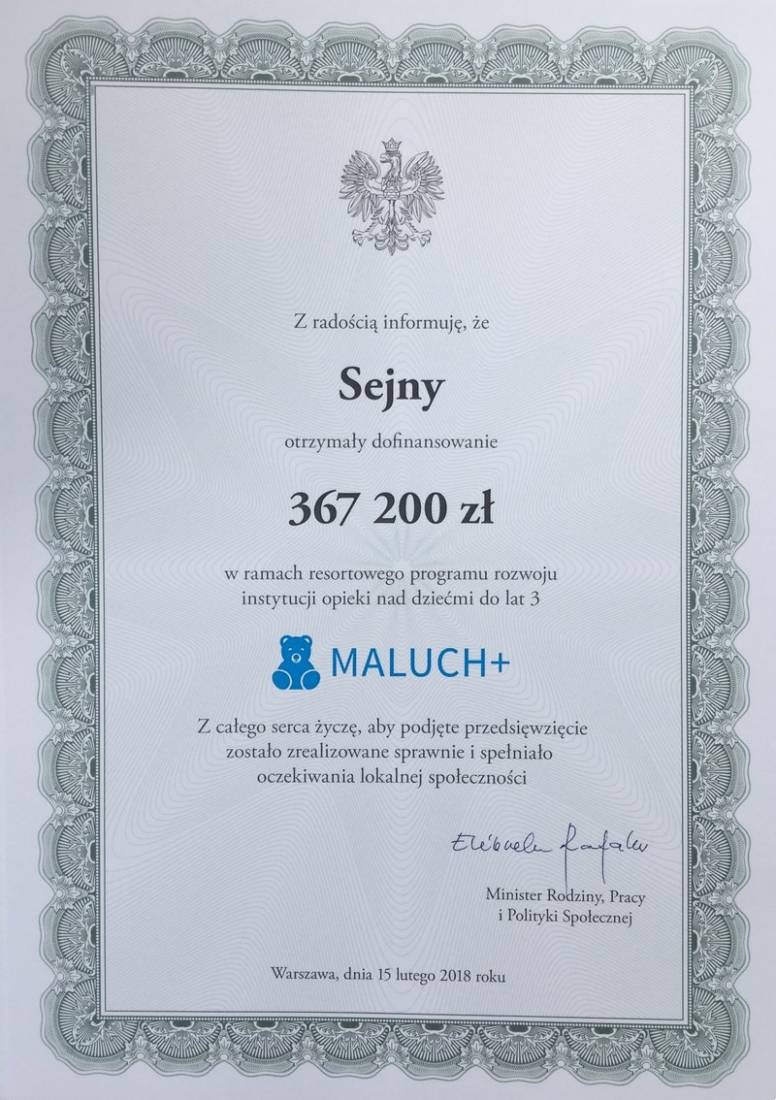 Z radością informuję, że
Sejny
otrzymały dofinansowanie
367 200 zł
w ramach resortowego programu rozwoju
instytucji opieki nad dziećmi do lat 3
MALUCH+
Z całego serca życzę, aby podjęte przedsięwzięcie
zostało zrealizowane sprawnie i spełniało
oczekiwania lokalnej społeczności
Minister Rodziny, Pracy
i Polityki Społecznej
Warszawa, dnia 15 lutego 2018 roku